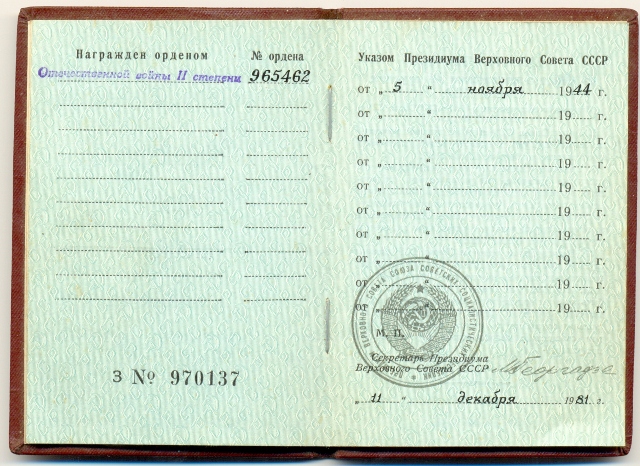 Награжден орденом
№ ордена
Отечественной войны II степени
965462
З № 970137
Указом Президиума Верховного Совета СССР
от „ 5 “ ноября 1944 г.
от „ “ 19 г.
от „ “ 19 г.
от „ “ 19 г.
от „ “ 19 г.
от „ “ 19 г.
от „ “ 19 г.
от „ “ 19 г.
от „ “ 19 г.
от „ “ 19 г.
М. П.
Секретарь Президиума
Верховного Совета СССР
МГеоргадзе
„ 11 “ декабря 1981 г.